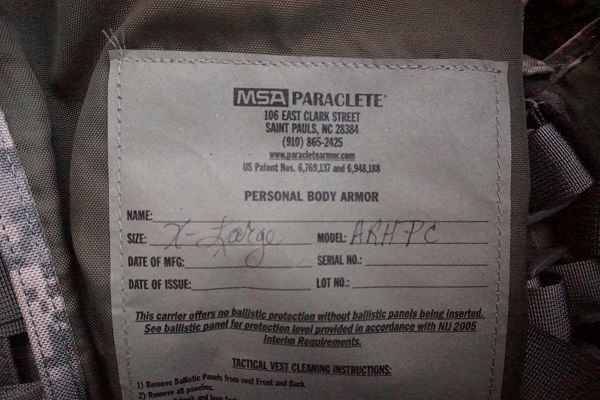 MSA PARACLETE®
106 EAST CLARK STREET
SAINT PAULS, NC 28384
(910) 865-2425
www.paracletearmor.com
US Patent Nos. 6,769,137 and 6,948,188
PERSONAL BODY ARMOR
NAME:
SIZE: X-Large MODEL: ARHPC
DATE OF MFG: SERIAL NO.:
DATE OF ISSUE: LOT NO.:
This carrier offers no ballistic protection without ballistic panels being inserted.
See ballistic panel for protection level provided in accordance with NIJ 2005
Interim Requirements.
TACTICAL VEST CLEANING INSTRUCTIONS:
1) Remove Ballistic Panels from vest Front and Back.
2) Remove all pouches.